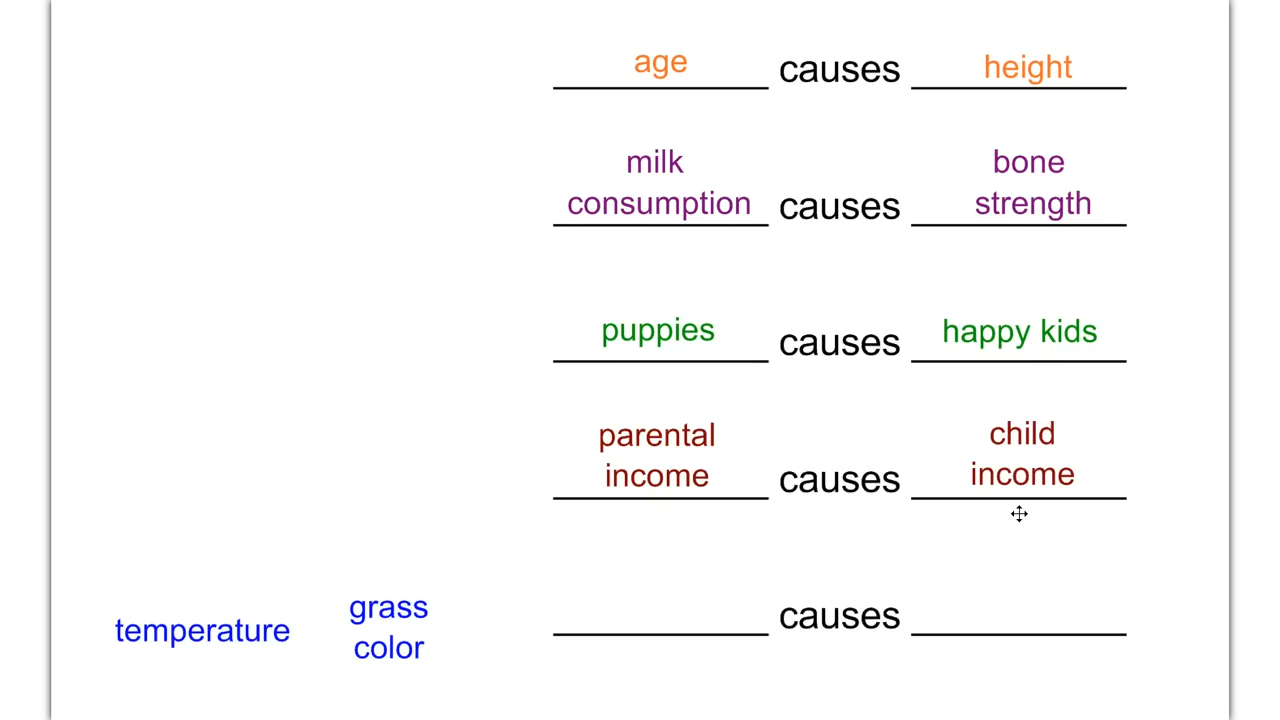 age causes height
milk bone
consumption causes strength
puppies causes happy kids
parental child
income causes income
grass
temperature color causes